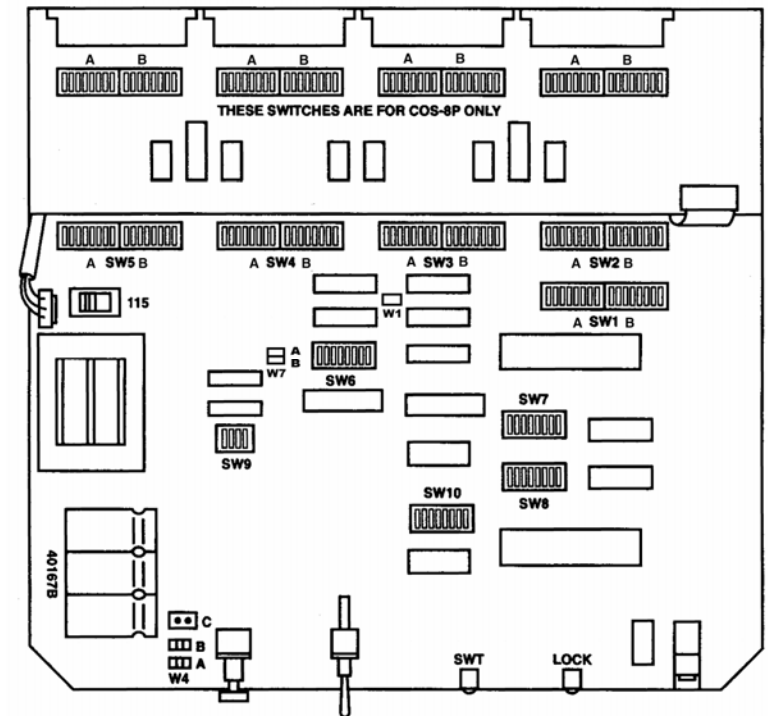 A B A B A B A B
THESE SWITCHES ARE FOR COS-8P ONLY
A SW5 B A SW4 B A SW3 B A SW2 B
115
W1
A SW1 B
A
B
W7
SW6
SW7
SW9
SW8
SW10
40167B
C
B
A
W4
SWT LOCK